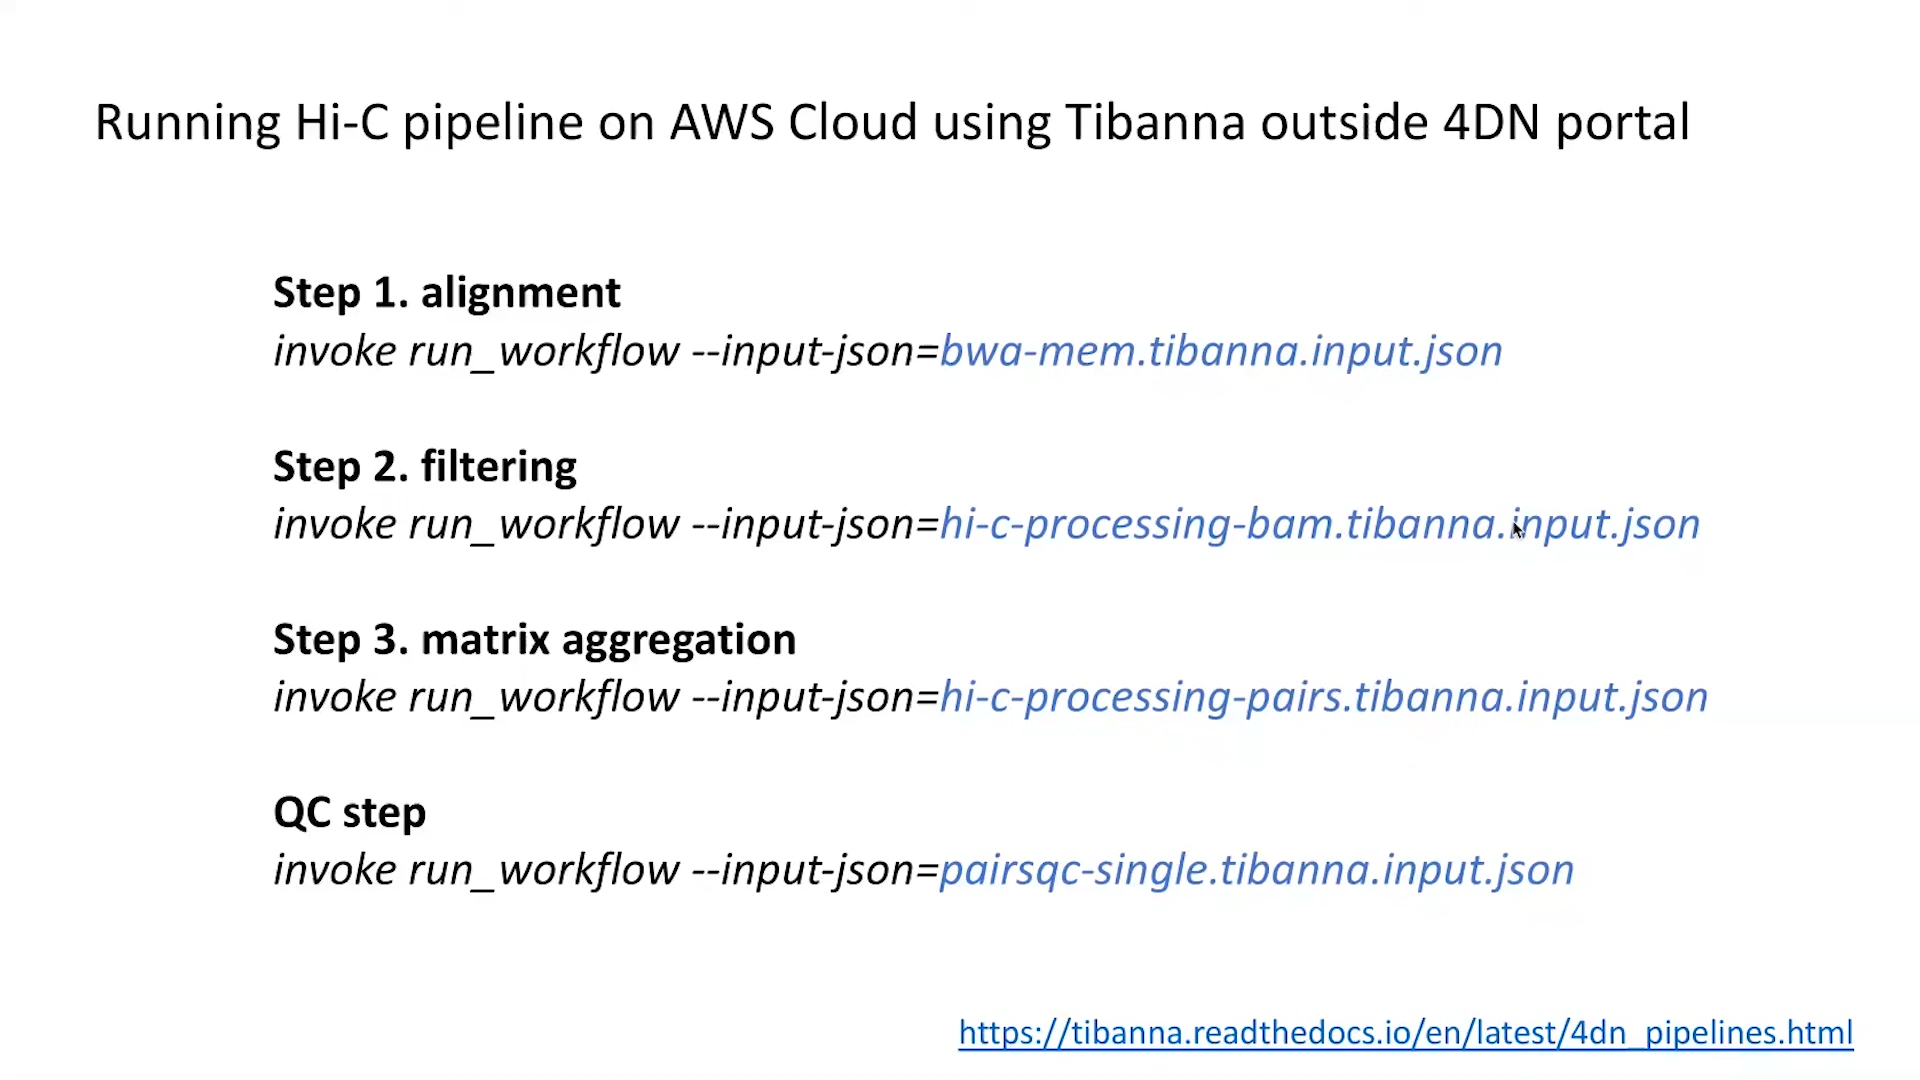 Running Hi-C pipeline on AWS Cloud using Tibanna outside 4DN portal
Step 1. alignment
invoke run_workflow --input-json=bwa-mem.tibanna.input.json
Step 2. filtering
invoke run_workflow --input-json=hi-c-processing-bam.tibanna.input.json
Step 3. matrix aggregation
invoke run_workflow --input-json=hi-c-processing-pairs.tibanna.input.json
QC step
invoke run_workflow --input-json=pairsqc-single.tibanna.input.json
https://tibanna.readthedocs.io/en/latest/4dn_pipelines.html